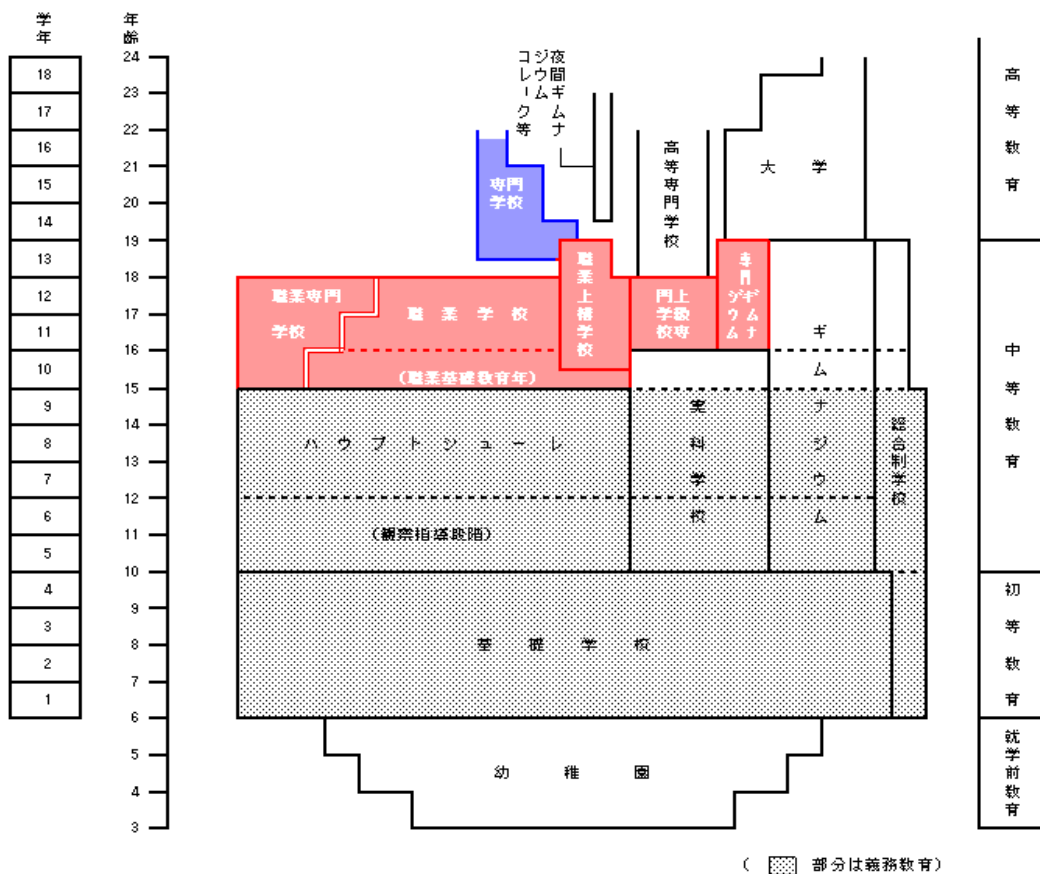 学年
年齢
18
17
16
15
14
13
12
11
10
9
8
7
6
5
4
3
2
1
24
23
22
21
20
19
18
17
16
15
14
13
12
11
10
9
8
7
6
5
4
3
夜間ギムナ
ジウム
コレーク等
専門
学校
高等専門学校
大学
職業専門
学校
職業学校
(職業基礎教育年)
職業上構学校
上級専
門学校
専門ギムナ
ジウム
ギムナジウム
ハウプトシューレ
実科学校
総合制学校
(観察指導段階)
基礎学校
幼稚園
高等教育
中等教育
初等教育
就学前教育
( 部分は義務教育)